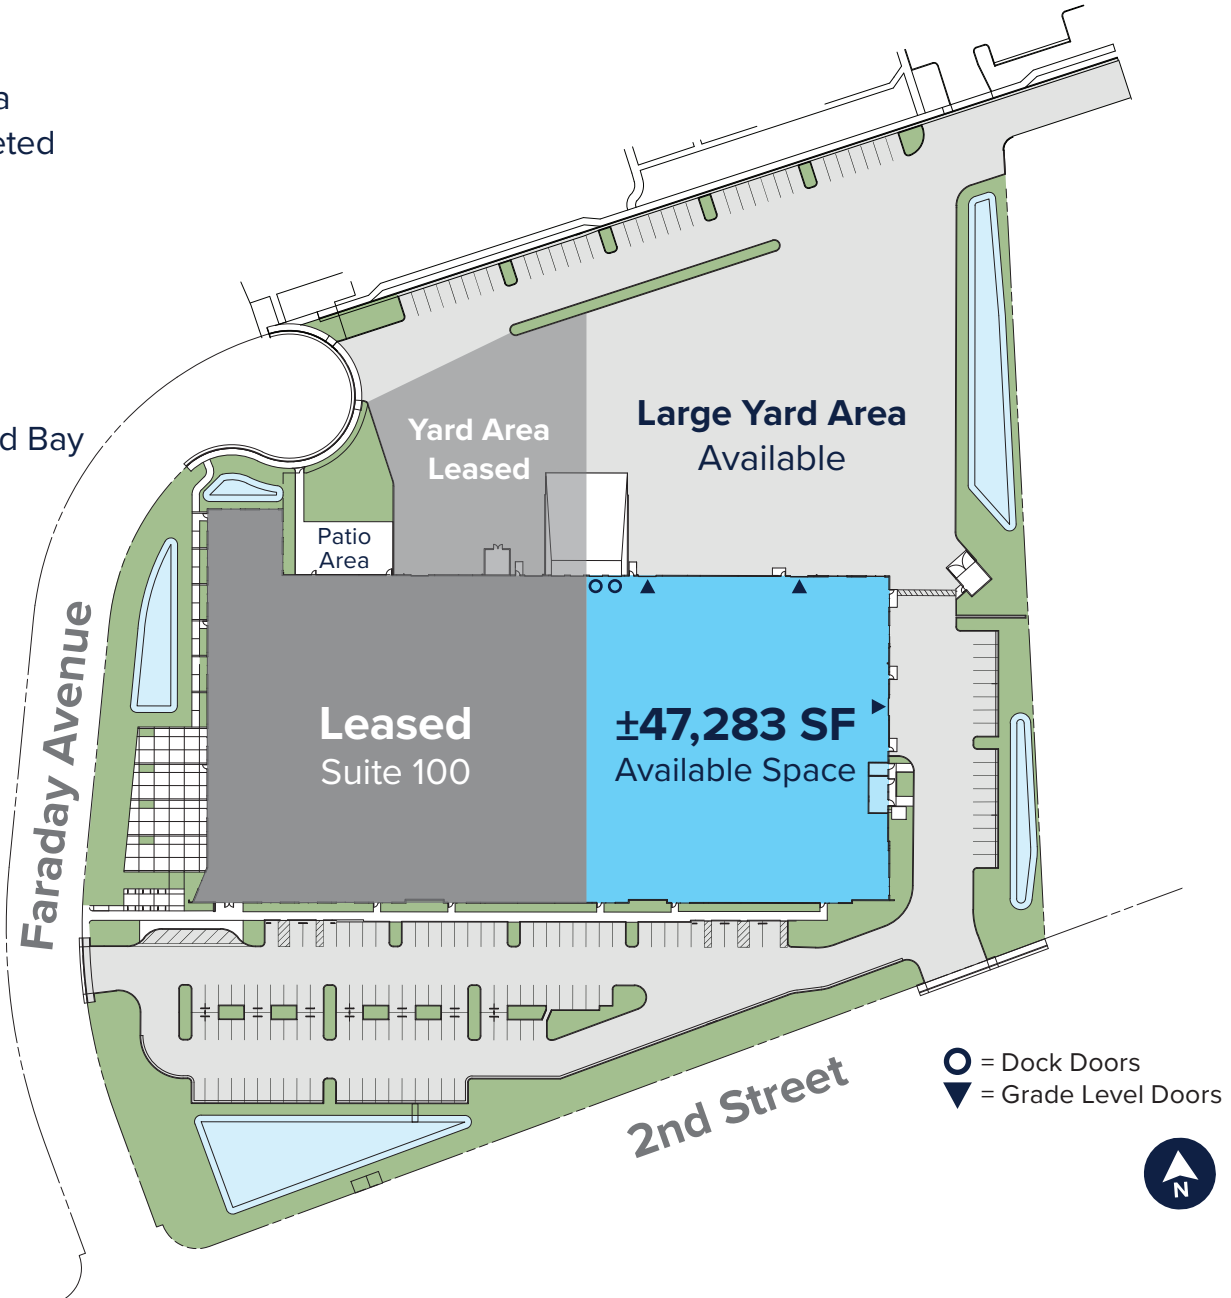 a
eted
d Bay
Yard Area
Leased
Large Yard Area
Available
Patio
Area
Faraday Avenue
Leased
Suite 100
±47,283 SF
Available Space
2nd Street
= Dock Doors
= Grade Level Doors
N